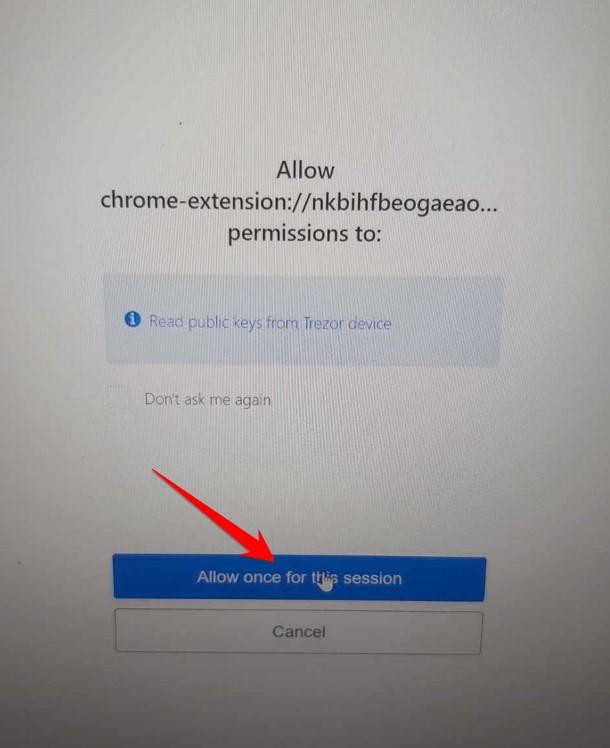 Allow
chrome-extension://nkbihfbeogaeao...
permissions to:
Read public keys from Trezor device
Don't ask me again
Allow once for this session
Cancel